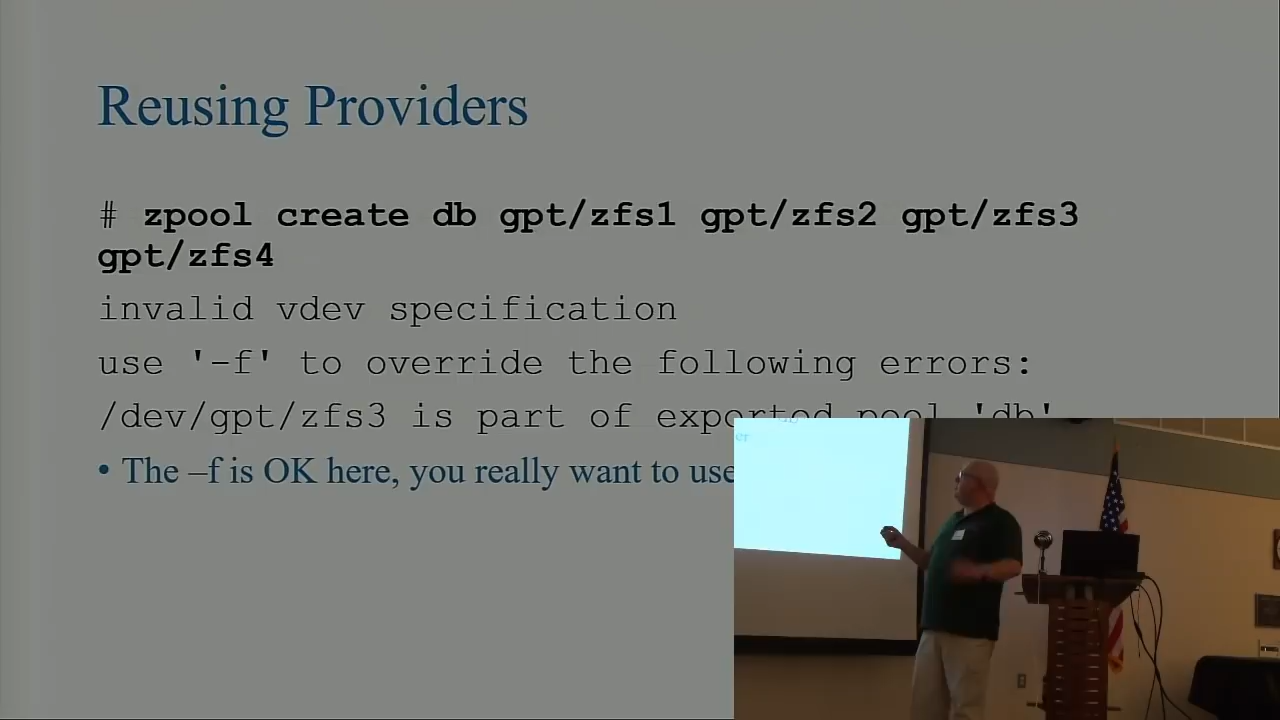 Reusing Providers
# zpool create db gpt/zfs1 gpt/zfs2 gpt/zfs3
gpt/zfs4
invalid vdev specification
use '-f' to override the following errors:
/dev/gpt/zfs3 is part of exported pool 'db'
• The –f is OK here, you really want to use
er